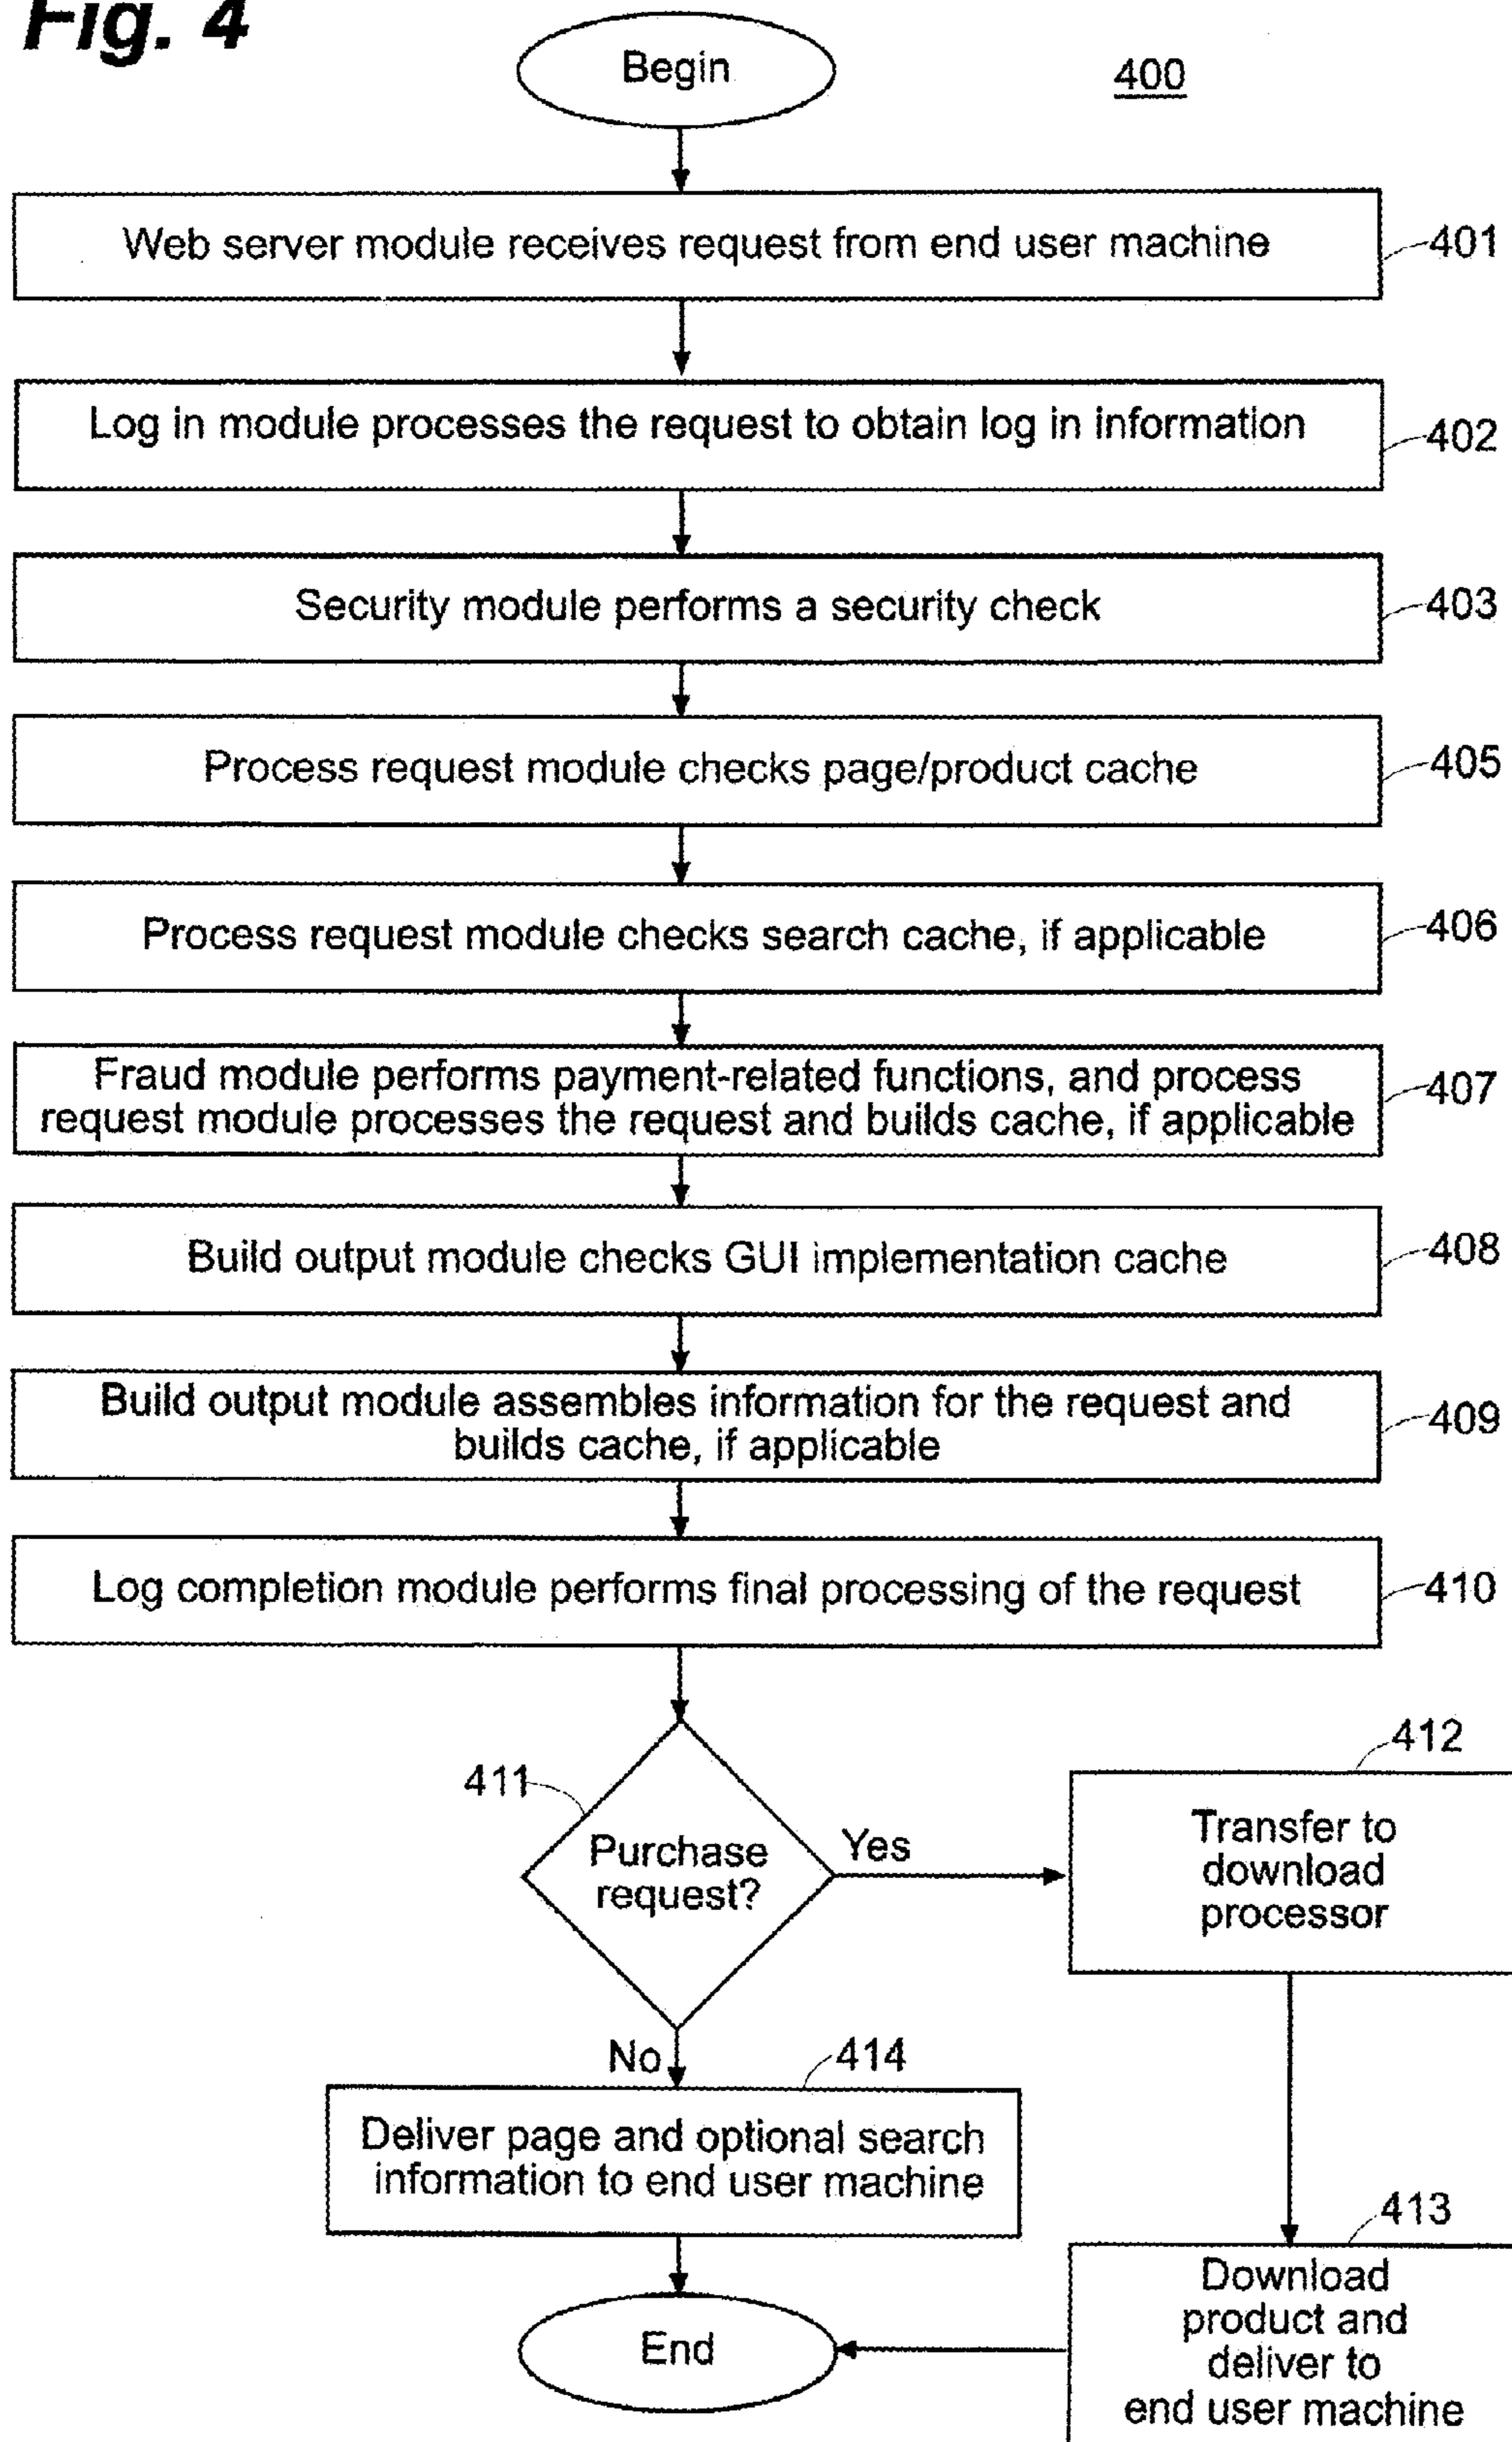 Fig. 4
Begin
400
Web server module receives request from end user machine
401
Log in module processes the request to obtain log in information
402
Security module performs a security check
403
Process request module checks page/product cache
405
Process request module checks search cache, if applicable
406
Fraud module performs payment-related functions, and process
request module processes the request and builds cache, if applicable
407
Build output module checks GUI implementation cache
408
Build output module assembles information for the request and
builds cache, if applicable
409
Log completion module performs final processing of the request
410
411
Purchase
request?
Yes
412
Transfer to
download
processor
No
414
Deliver page and optional search
information to end user machine
413
Download
product and
deliver to
end user machine
End